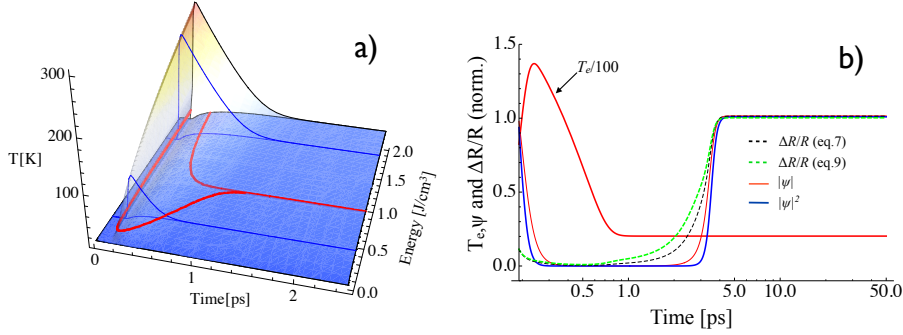 a)
300
200
T[K]
100
0
1
2
Time[ps]
0.0
0.5
1.0
1.5
2.0
Energy [J/cm³]
b)
T_e/100
1.5
1.0
0.5
0.0
T_e,ψ and ΔR/R (norm.)
ΔR/R (eq.7)
ΔR/R (eq.9)
|ψ|
|ψ|²
0.5
1.0
5.0
10.0
50.0
Time [ps]